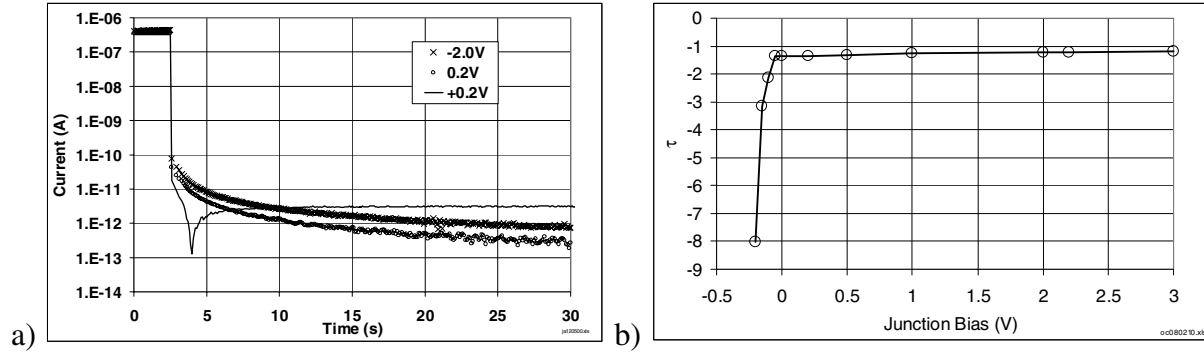 a)
Current (A)
1.E-06
1.E-07
1.E-08
1.E-09
1.E-10
1.E-11
1.E-12
1.E-13
1.E-14
-2.0V
0.2V
+0.2V
0 5 10 15 20 25 30
Time (s)
b)
τ
0
-1
-2
-3
-4
-5
-6
-7
-8
-9
-0.5 0 0.5 1 1.5 2 2.5 3
Junction Bias (V)
oc080210.xls